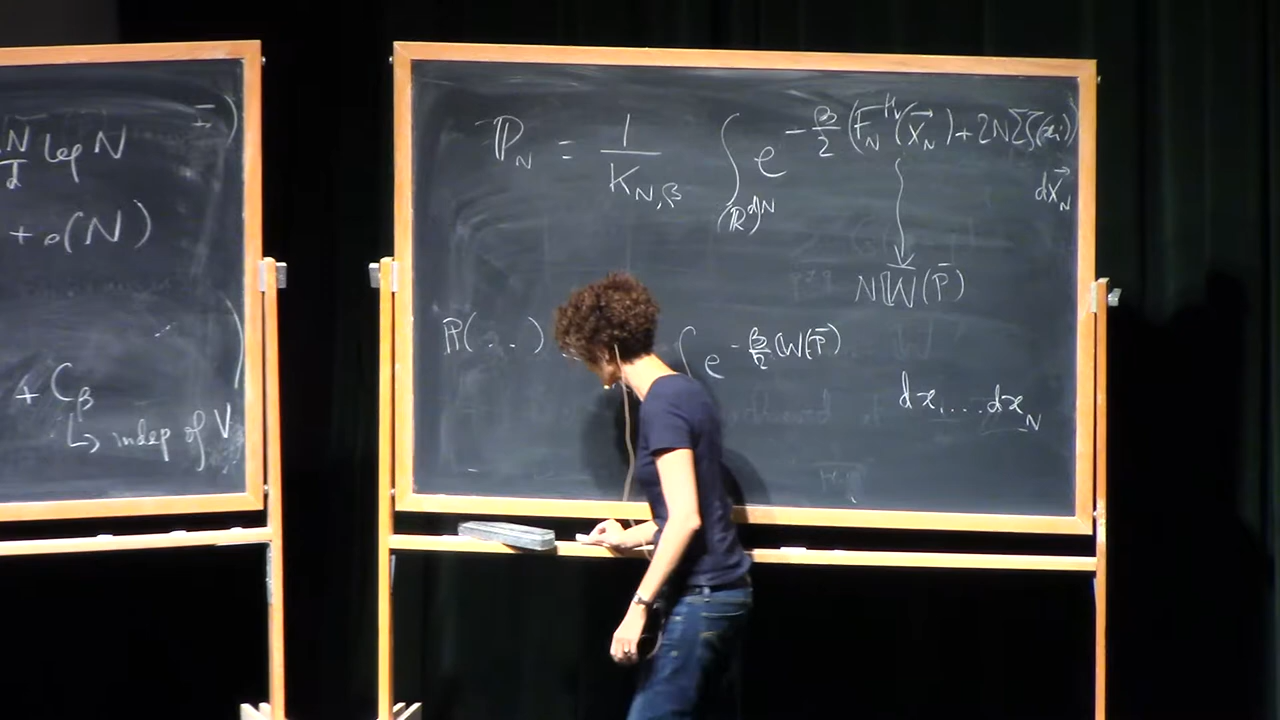 N/2 log N
+ o(N)
+ C_β
↳ indep of V
ℙ_N = 1/K_{N,β} ∫_{(ℝ^d)^N} e^{-β/2 (F_N^{μ_V}(X⃗_N) + 2N Σ ζ(x_i))} dX⃗_N
N 𝕎̄(P̄)
ℙ( . . ) ∫ e^{-β/2 𝕎(P̄)}
dx_1 .... dx_N